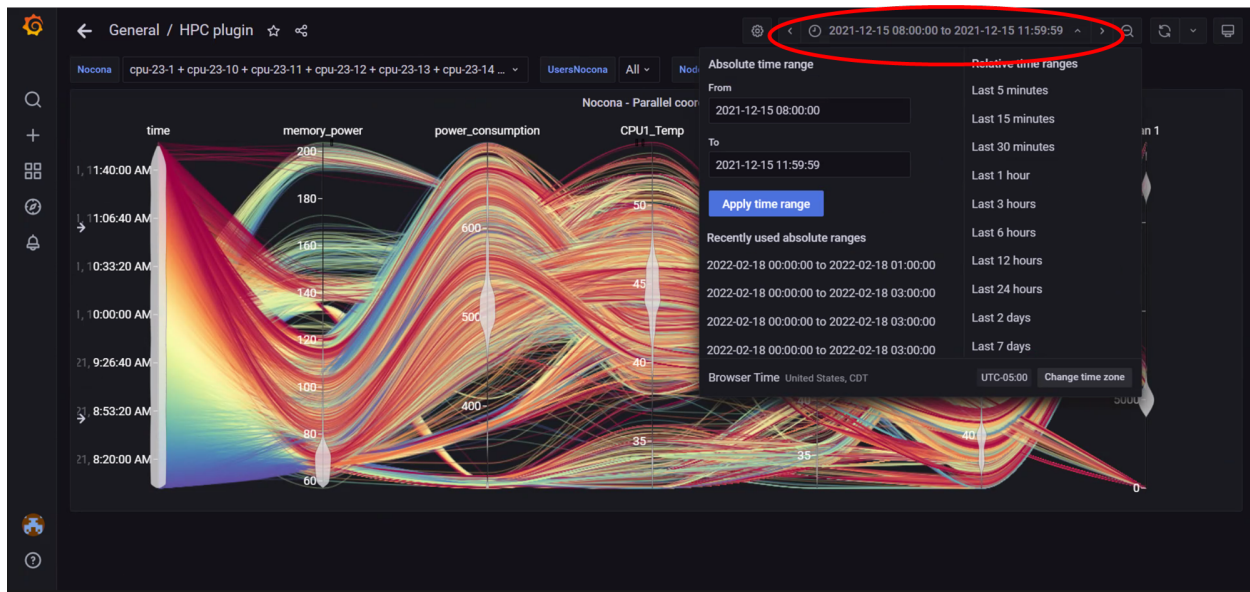 General / HPC plugin
2021-12-15 08:00:00 to 2021-12-15 11:59:59
Nocona cpu-23-1 + cpu-23-10 + cpu-23-11 + cpu-23-12 + cpu-23-13 + cpu-23-14 ... UsersNocona All
Nocona - Parallel
time memory_power power_consumption CPU1_Temp
200
180
160
140
120
100
80
60
600
500
400
50
45
40
35
11:40:00 AM
11:06:40 AM
10:33:20 AM
10:00:00 AM
21, 9:26:40 AM
21, 8:53:20 AM
21, 8:20:00 AM
Absolute time range
From
2021-12-15 08:00:00
To
2021-12-15 11:59:59
Apply time range
Recently used absolute ranges
2022-02-18 00:00:00 to 2022-02-18 01:00:00
2022-02-18 00:00:00 to 2022-02-18 03:00:00
2022-02-18 00:00:00 to 2022-02-18 03:00:00
2022-02-18 00:00:00 to 2022-02-18 03:00:00
Relative time ranges
Last 5 minutes
Last 15 minutes
Last 30 minutes
Last 1 hour
Last 3 hours
Last 6 hours
Last 12 hours
Last 24 hours
Last 2 days
Last 7 days
Browser Time United States, CDT UTC-05:00 Change time zone
40
35
40
5000
0